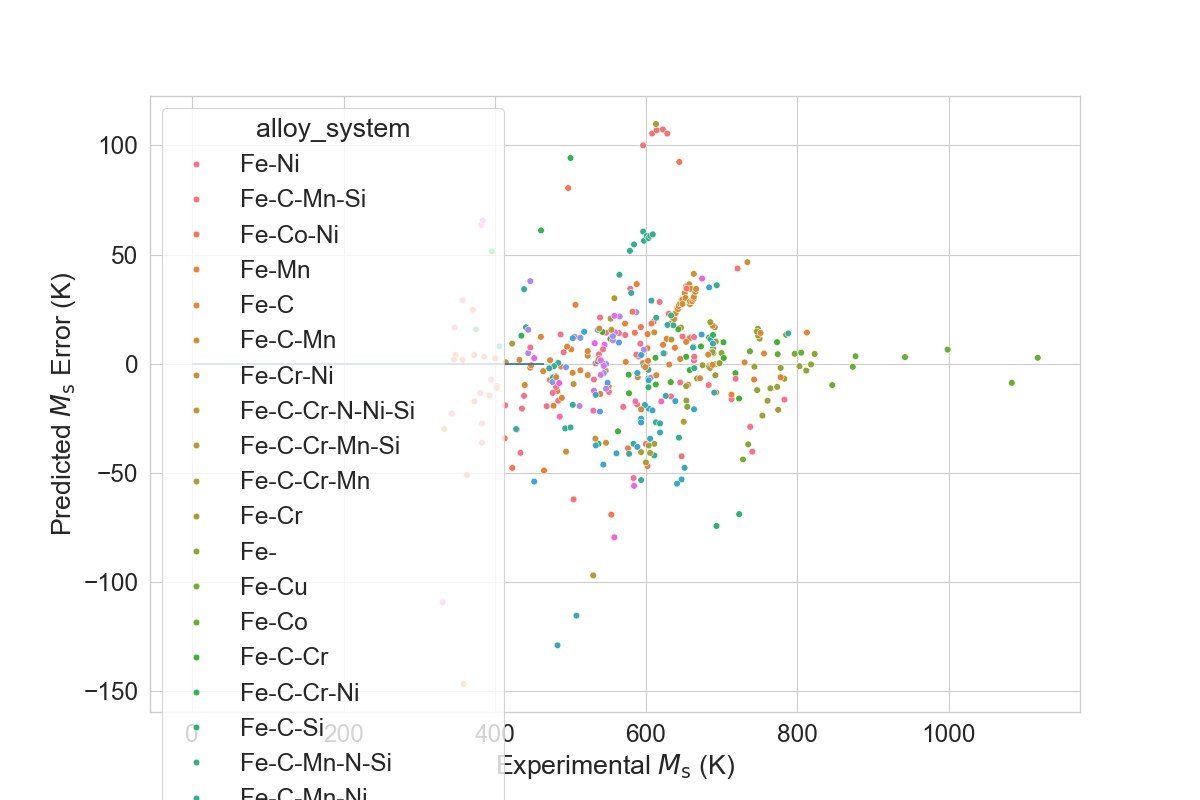 alloy_system
Fe-Ni
Fe-C-Mn-Si
Fe-Co-Ni
Fe-Mn
Fe-C
Fe-C-Mn
Fe-Cr-Ni
Fe-C-Cr-N-Ni-Si
Fe-C-Cr-Mn-Si
Fe-C-Cr-Mn
Fe-Cr
Fe-
Fe-Cu
Fe-Co
Fe-C-Cr
Fe-C-Cr-Ni
Fe-C-Si
Fe-C-Mn-N-Si
Fe-C-Mn-Ni
100
50
0
−50
−100
−150
Predicted Ms Error (K)
0 200 400 600 800 1000
Experimental Ms (K)